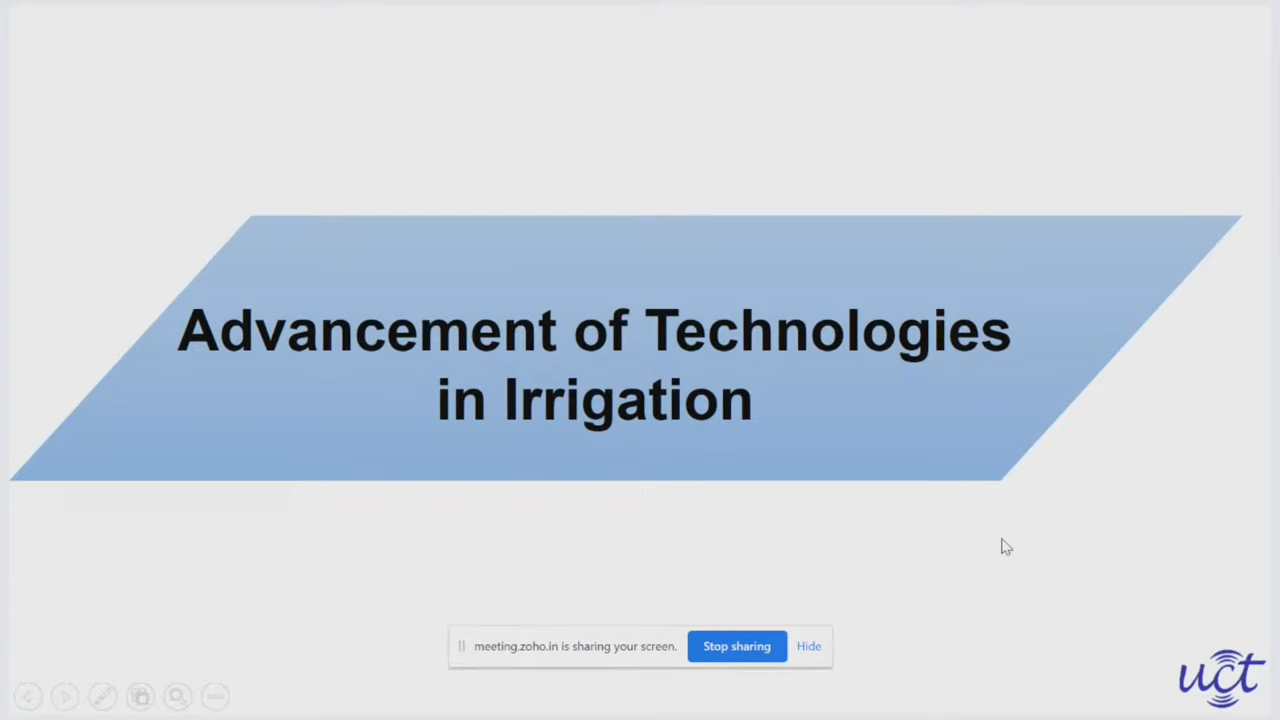 Advancement of Technologies
in Irrigation
meeting.zoho.in is sharing your screen. Stop sharing Hide
uct